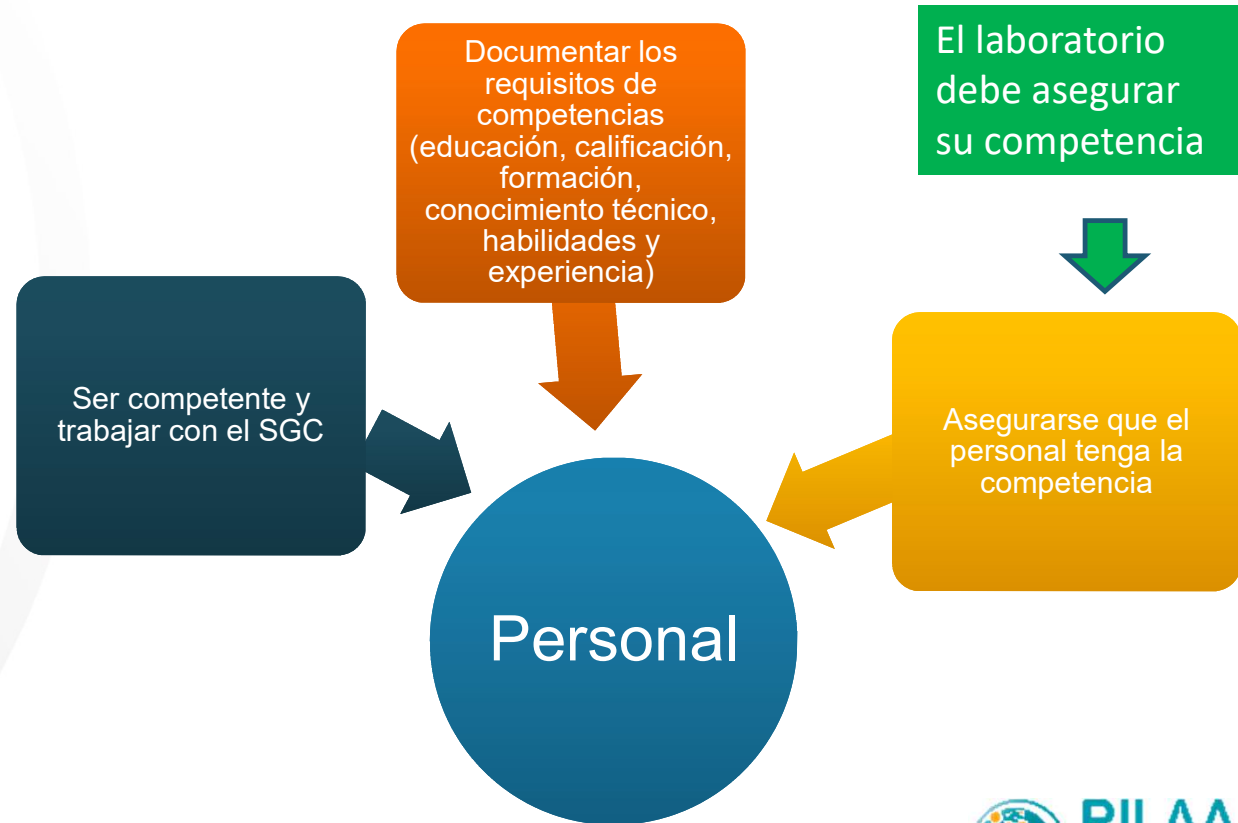 Documentar los
requisitos de
competencias
(educación, calificación,
formación,
conocimiento técnico,
habilidades y
experiencia)
El laboratorio
debe asegurar
su competencia
Ser competente y
trabajar con el SGC
Asegurarse que el
personal tenga la
competencia
Personal